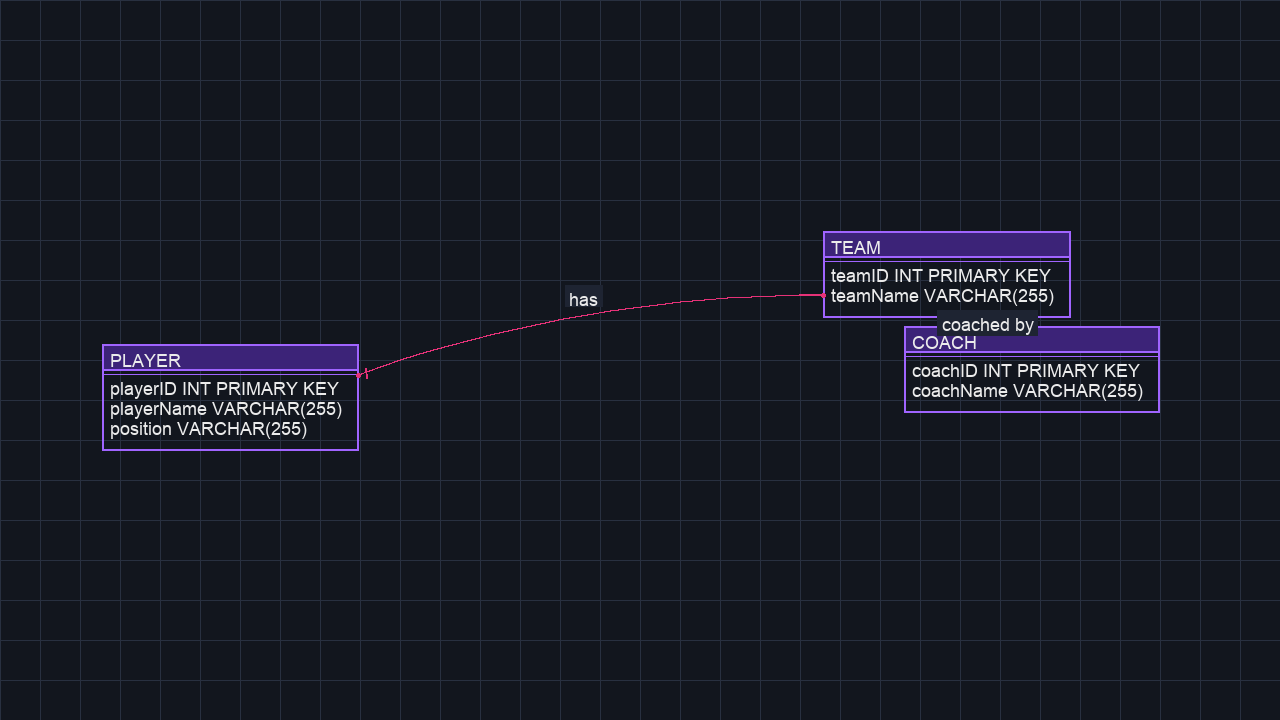 TEAM
teamID INT PRIMARY KEY
teamName VARCHAR(255)
has
coached by
COACH
coachID INT PRIMARY KEY
coachName VARCHAR(255)
PLAYER
playerID INT PRIMARY KEY
playerName VARCHAR(255)
position VARCHAR(255)